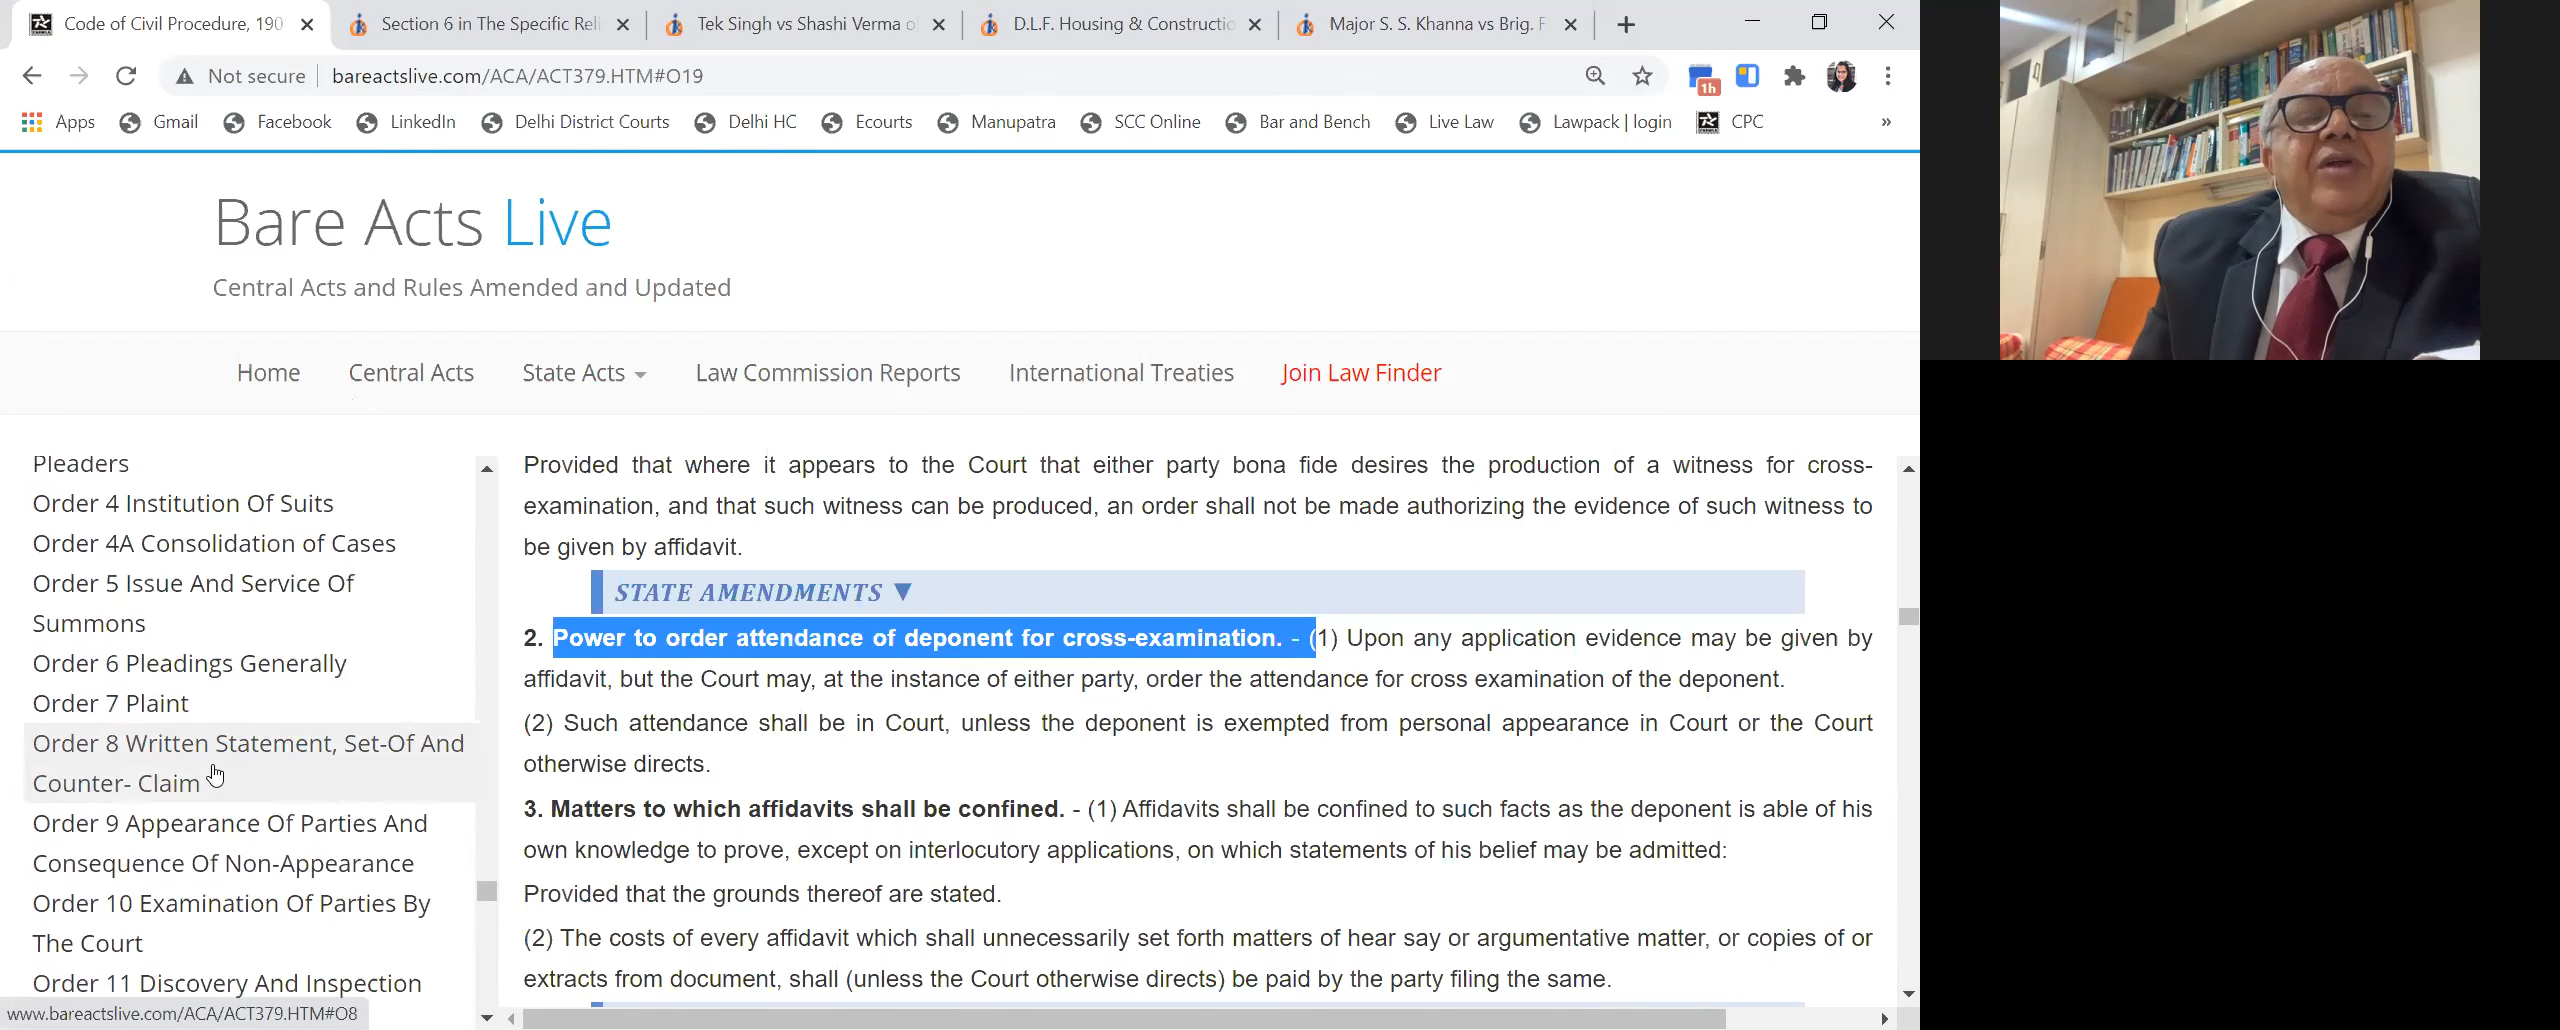 Code of Civil Procedure, 190
Section 6 in The Specific Reli
Tek Singh vs Shashi Verma o
D.L.F. Housing & Constructio
Major S. S. Khanna vs Brig. F
Not secure
bareactslive.com/ACA/ACT379.HTM#O19
1h
Apps
Gmail
Facebook
LinkedIn
Delhi District Courts
Delhi HC
Ecourts
Manupatra
SCC Online
Bar and Bench
Live Law
Lawpack | login
CPC
»
Bare Acts Live
Central Acts and Rules Amended and Updated
Home
Central Acts
State Acts
Law Commission Reports
International Treaties
Join Law Finder
Pleaders
Order 4 Institution Of Suits
Order 4A Consolidation of Cases
Order 5 Issue And Service Of
Summons
Order 6 Pleadings Generally
Order 7 Plaint
Order 8 Written Statement, Set-Of And
Counter- Claim
Order 9 Appearance Of Parties And
Consequence Of Non-Appearance
Order 10 Examination Of Parties By
The Court
Order 11 Discovery And Inspection
www.bareactslive.com/ACA/ACT379.HTM#O8
Provided that where it appears to the Court that either party bona fide desires the production of a witness for cross-
examination, and that such witness can be produced, an order shall not be made authorizing the evidence of such witness to
be given by affidavit.
STATE AMENDMENTS ▼
2. Power to order attendance of deponent for cross-examination. - (1) Upon any application evidence may be given by
affidavit, but the Court may, at the instance of either party, order the attendance for cross examination of the deponent.
(2) Such attendance shall be in Court, unless the deponent is exempted from personal appearance in Court or the Court
otherwise directs.
3. Matters to which affidavits shall be confined. - (1) Affidavits shall be confined to such facts as the deponent is able of his
own knowledge to prove, except on interlocutory applications, on which statements of his belief may be admitted:
Provided that the grounds thereof are stated.
(2) The costs of every affidavit which shall unnecessarily set forth matters of hear say or argumentative matter, or copies of or
extracts from document, shall (unless the Court otherwise directs) be paid by the party filing the same.